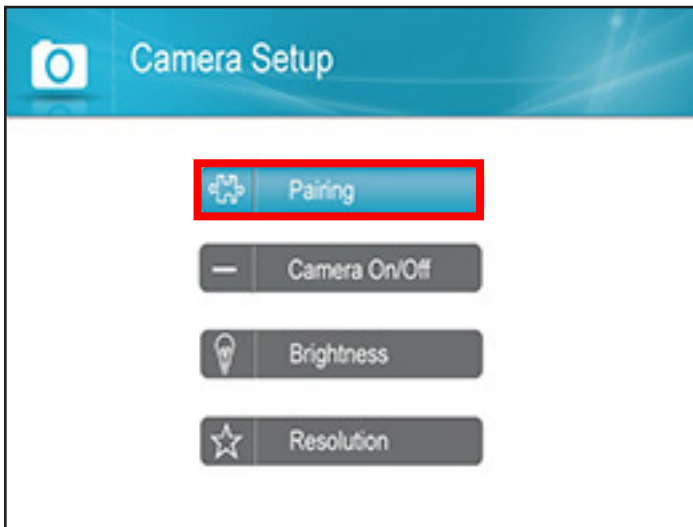 Camera Setup
Pairing
Camera On/Off
Brightness
Resolution